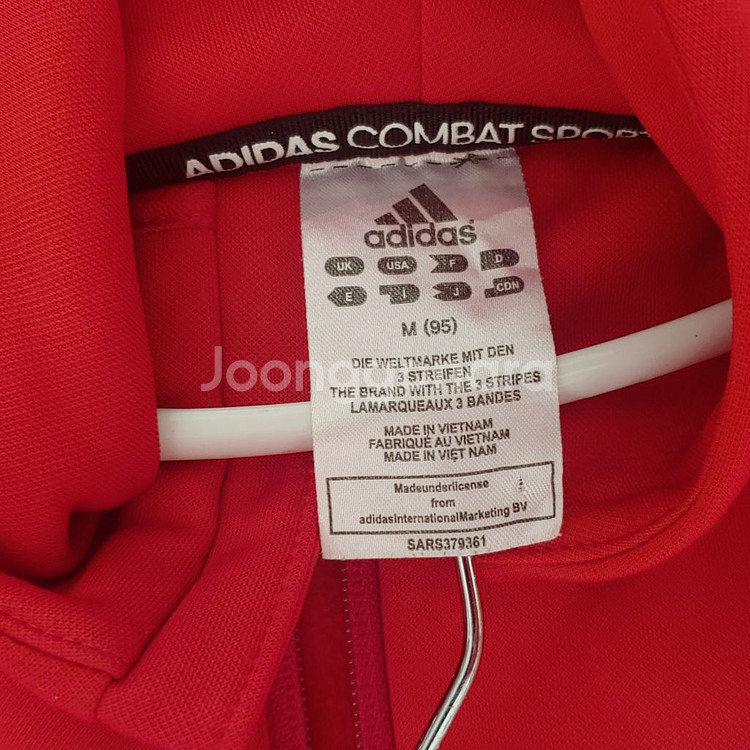 ADIDAS COMBAT SPORT
adidas
UK USA F D
E I J CDN
M (95)
DIE WELTMARKE MIT DEN
3 STREIFEN
THE BRAND WITH THE 3 STRIPES
LAMARQUEAUX 3 BANDES
MADE IN VIETNAM
FABRIQUÉ AU VIETNAM
MADE IN VIỆT NAM
Madeunderlicense
from
adidasInternationalMarketing BV
SARS379361